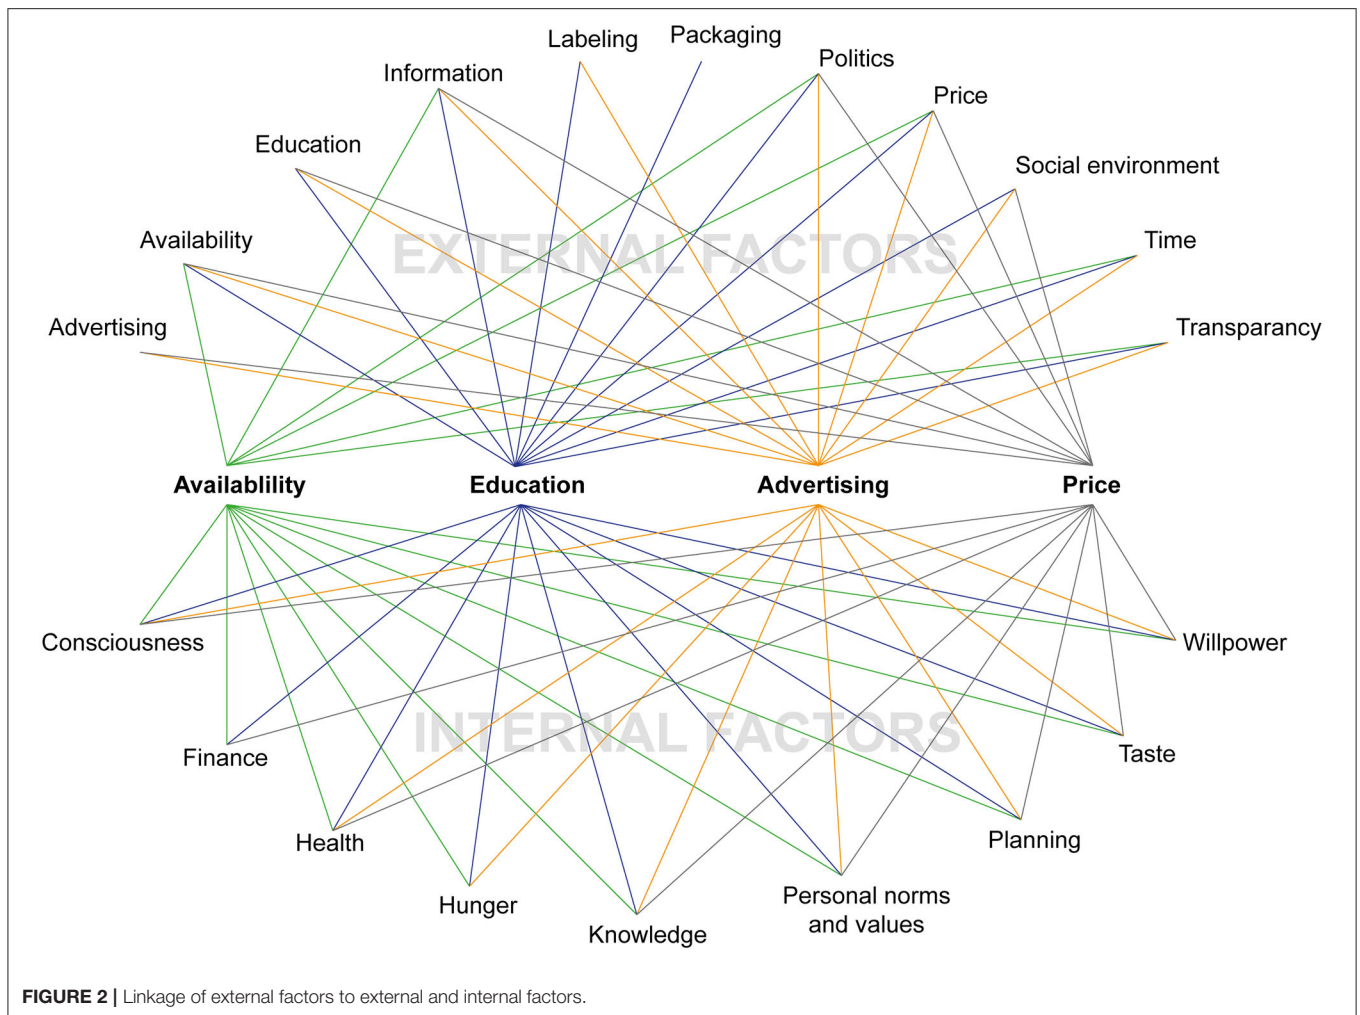 Labeling
Packaging
Information
Politics
Price
Education
Social environment
Availability
Time
EXTERNAL FACTORS
Advertising
Transparancy
Availablility
Education
Advertising
Price
Consciousness
Willpower
INTERNAL FACTORS
Finance
Taste
Health
Planning
Hunger
Personal norms
and values
Knowledge
FIGURE 2 | Linkage of external factors to external and internal factors.